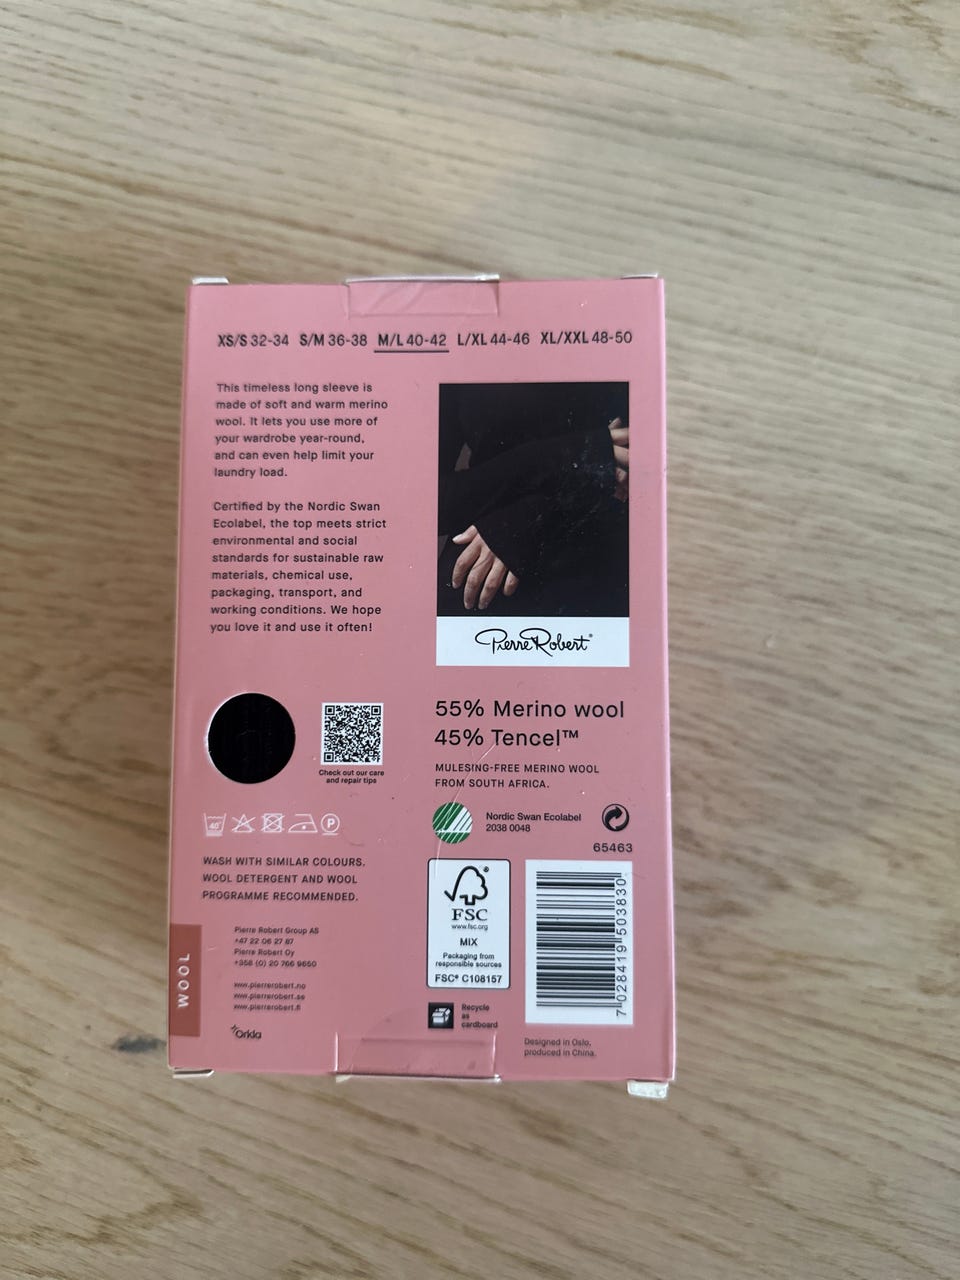 XS/S 32-34 S/M 36-38 M/L 40-42 L/XL 44-46 XL/XXL 48-50
This timeless long sleeve is
made of soft and warm merino
wool. It lets you use more of
your wardrobe year-round,
and can even help limit your
laundry load.
Certified by the Nordic Swan
Ecolabel, the top meets strict
environmental and social
standards for sustainable raw
materials, chemical use,
packaging, transport, and
working conditions. We hope
you love it and use it often!
Pierre Robert®
Check out our care
and repair tips
55% Merino wool
45% Tencel™
MULESING-FREE MERINO WOOL
FROM SOUTH AFRICA.
Nordic Swan Ecolabel
2038 0048
65463
40°
P
WASH WITH SIMILAR COLOURS.
WOOL DETERGENT AND WOOL
PROGRAMME RECOMMENDED.
WOOL
Pierre Robert Group AS
+47 22 06 27 87
Pierre Robert Oy
+358 (0) 20 766 9650
www.pierrerobert.no
www.pierrerobert.se
www.pierrerobert.fi
Orkla
®
FSC
www.fsc.org
MIX
Packaging from
responsible sources
FSC® C108157
Recycle
as
cardboard
7 028419 503830
Designed in Oslo,
produced in China.